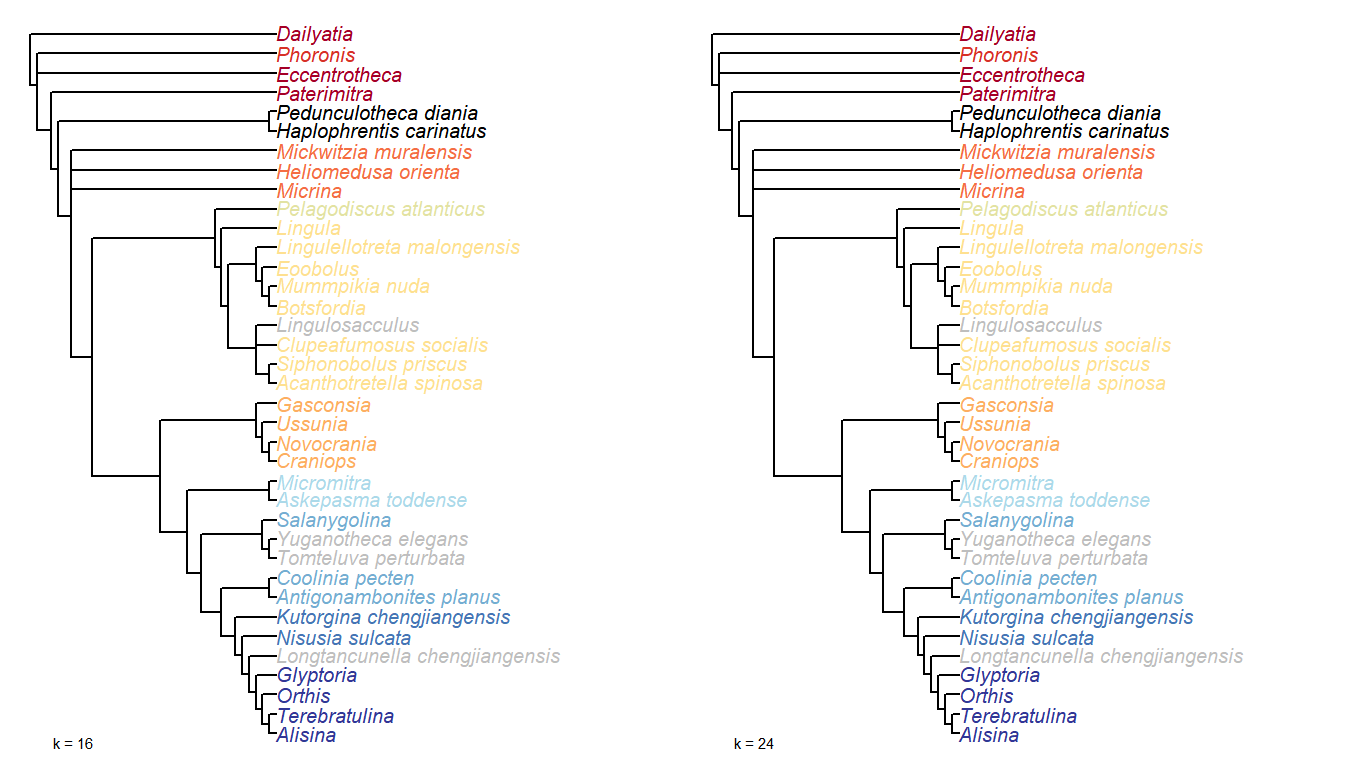 Dailyatia
Phoronis
Eccentrotheca
Paterimitra
Pedunculotheca diania
Haplophrentis carinatus
Mickwitzia muralensis
Heliomedusa orienta
Micrina
Pelagodiscus atlanticus
Lingula
Lingulellotreta malongensis
Eoobolus
Mummpikia nuda
Botsfordia
Lingulosacculus
Clupeafumosus socialis
Siphonobolus priscus
Acanthotretella spinosa
Gasconsia
Ussunia
Novocrania
Craniops
Micromitra
Askepasma toddense
Salanygolina
Yuganotheca elegans
Tomteluva perturbata
Coolinia pecten
Antigonambonites planus
Kutorgina chengjiangensis
Nisusia sulcata
Longtancunella chengjiangensis
Glyptoria
Orthis
Terebratulina
Alisina
k = 16
Dailyatia
Phoronis
Eccentrotheca
Paterimitra
Pedunculotheca diania
Haplophrentis carinatus
Mickwitzia muralensis
Heliomedusa orienta
Micrina
Pelagodiscus atlanticus
Lingula
Lingulellotreta malongensis
Eoobolus
Mummpikia nuda
Botsfordia
Lingulosacculus
Clupeafumosus socialis
Siphonobolus priscus
Acanthotretella spinosa
Gasconsia
Ussunia
Novocrania
Craniops
Micromitra
Askepasma toddense
Salanygolina
Yuganotheca elegans
Tomteluva perturbata
Coolinia pecten
Antigonambonites planus
Kutorgina chengjiangensis
Nisusia sulcata
Longtancunella chengjiangensis
Glyptoria
Orthis
Terebratulina
Alisina
k = 24